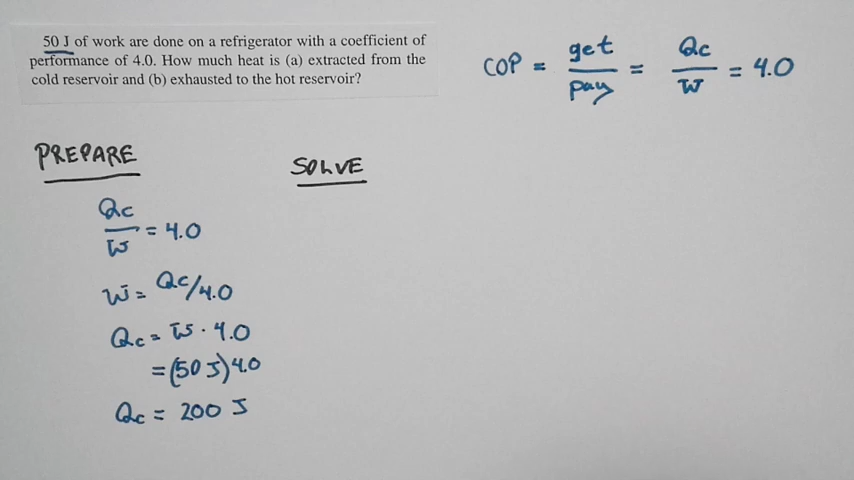 50 J of work are done on a refrigerator with a coefficient of
performance of 4.0. How much heat is (a) extracted from the
cold reservoir and (b) exhausted to the hot reservoir?
COP = get/pay = Qc/W = 4.0
PREPARE
Qc/W = 4.0
W = Qc/4.0
Qc = W · 4.0
= (50 J) 4.0
Qc = 200 J
SOLVE